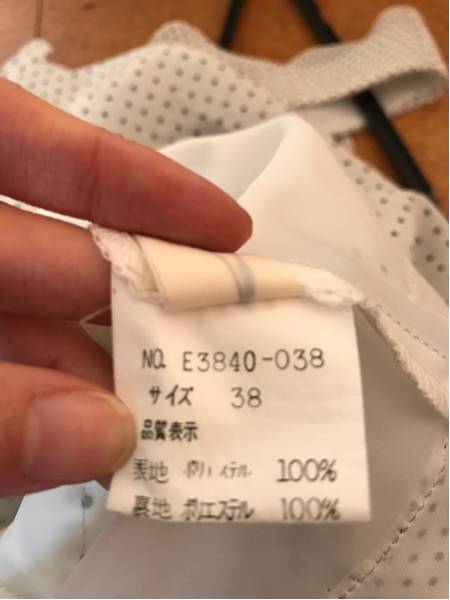 NO. E3840-038
サイズ 38
品質表示
表地 ポリエステル 100%
裏地 ポリエステル 100%